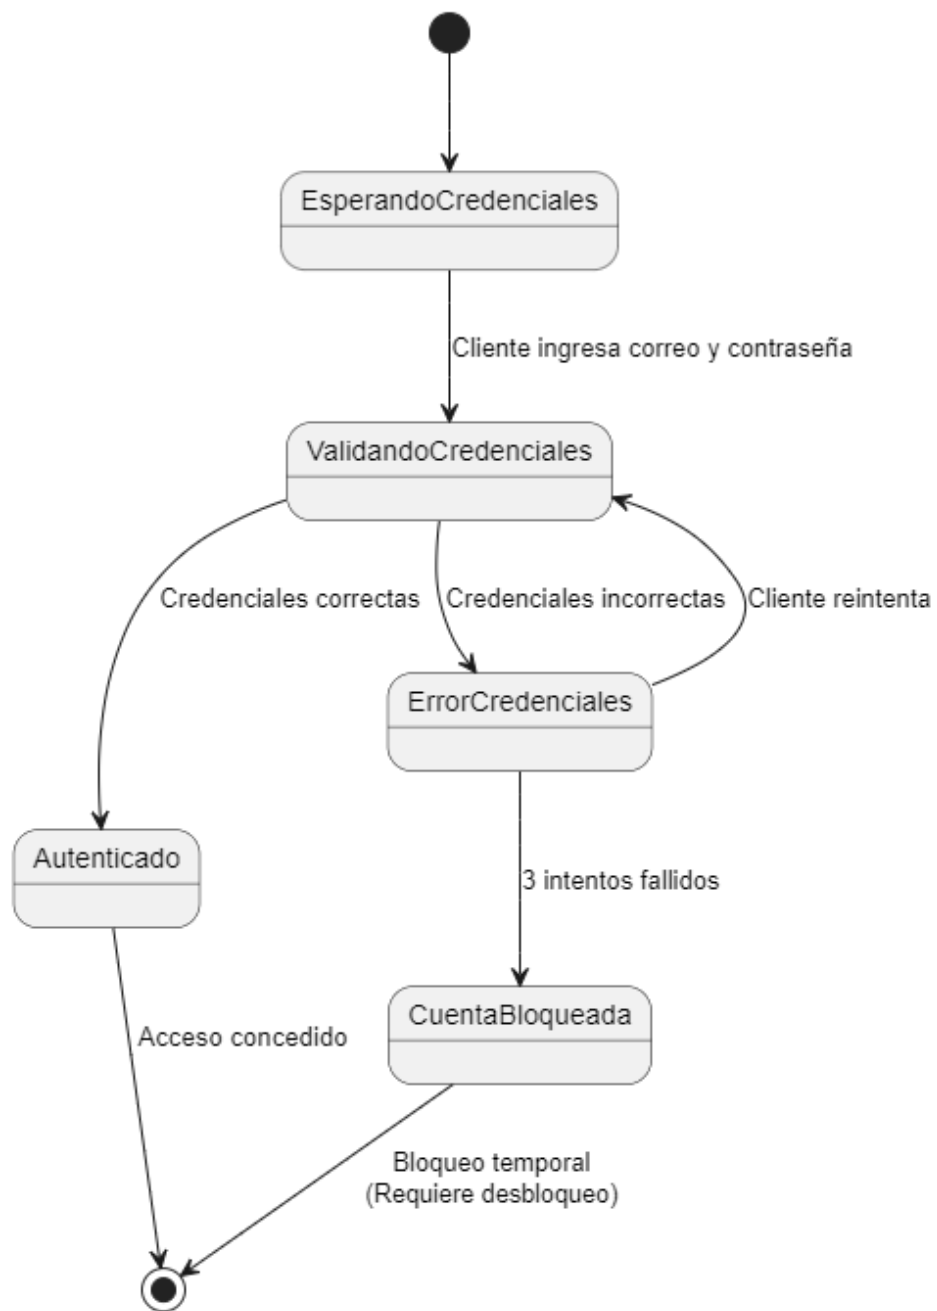 EsperandoCredenciales
Cliente ingresa correo y contraseña
ValidandoCredenciales
Credenciales correctas
Credenciales incorrectas
Cliente reintenta
ErrorCredenciales
Autenticado
3 intentos fallidos
CuentaBloqueada
Acceso concedido
Bloqueo temporal
(Requiere desbloqueo)